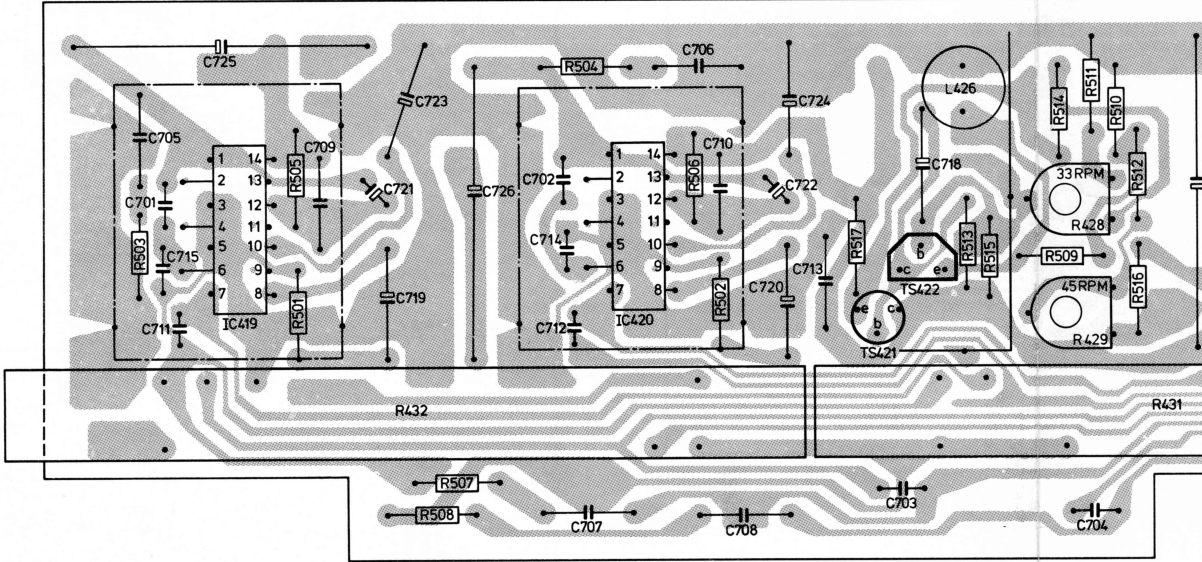 C725
C705
C701
R503
C715
C711
1
2
3
4
5
6
7
14
13
12
11
10
9
8
IC419
C709
R505
R501
C723
C721
C719
C726
R504
C706
C702
C714
C712
1
2
3
4
5
6
7
14
13
12
11
10
9
8
IC420
R506
C710
R502
C724
C722
C720
C713
R517
L426
C718
b
c
e
TS422
e
c
b
TS421
R513
R515
R514
R511
R510
R512
33RPM
R428
R509
45RPM
R429
R516
R432
R431
R507
R508
C707
C708
C703
C704